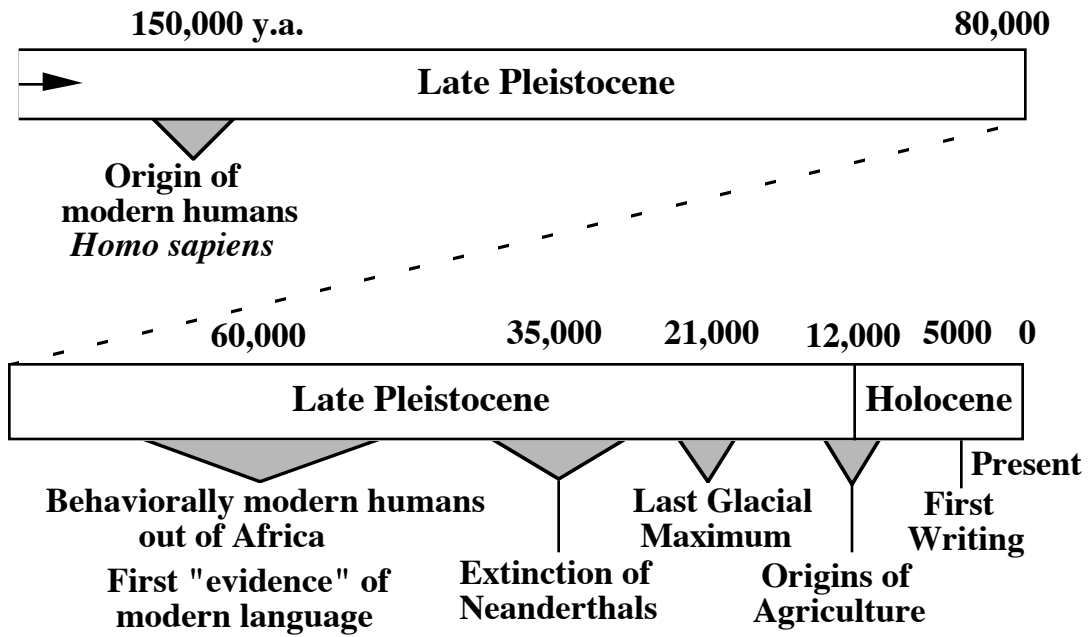 150,000 y.a. 80,000
Late Pleistocene
Origin of
modern humans
Homo sapiens
60,000 35,000 21,000 12,000 5000 0
Late Pleistocene Holocene
Behaviorally modern humans
out of Africa
First "evidence" of
modern language
Extinction of
Neanderthals
Last Glacial
Maximum
Origins of
Agriculture
Present
First
Writing